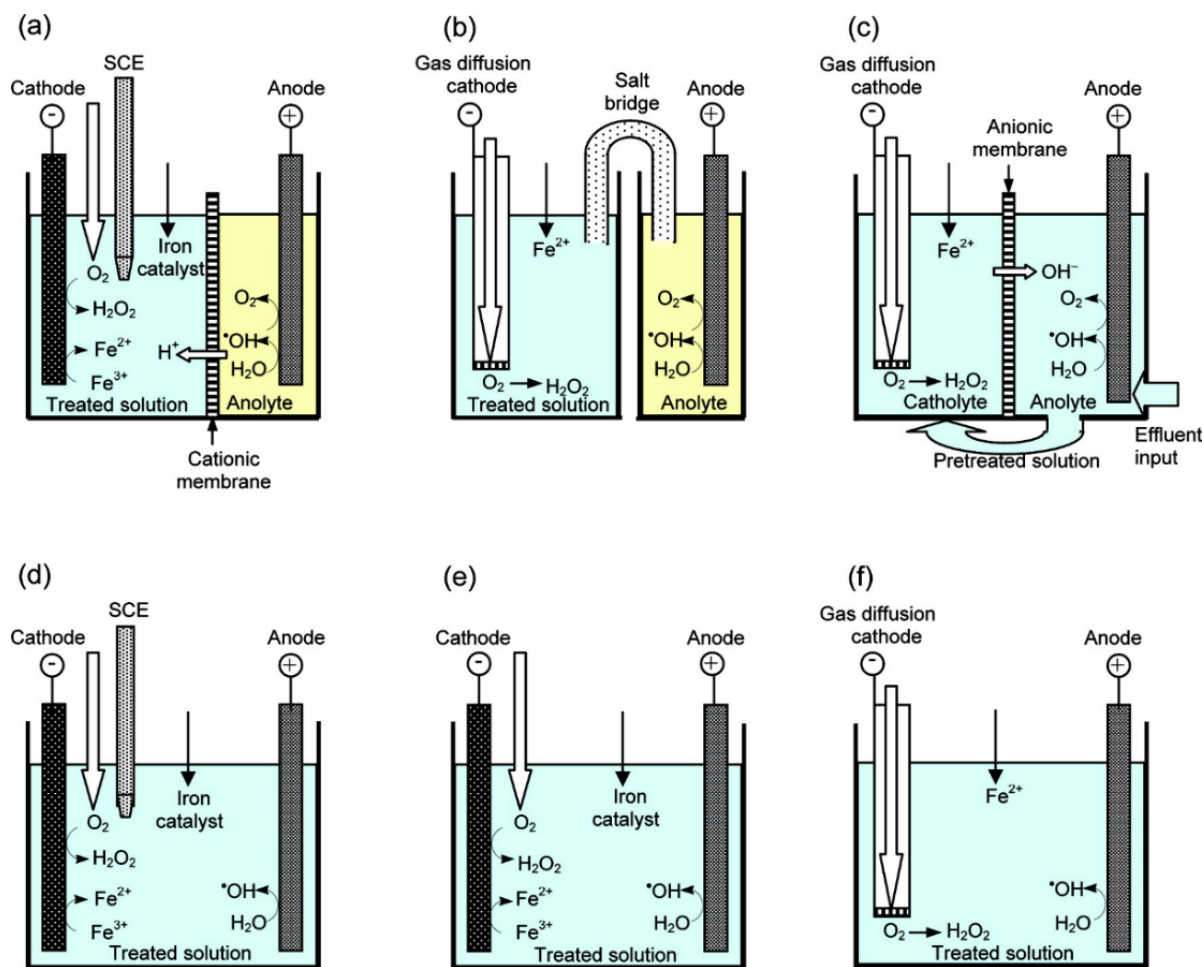 (a)
SCE
Cathode
Anode
-
+
Iron
catalyst
O₂
H₂O₂
Fe²⁺
Fe³⁺
H⁺
O₂
•OH
H₂O
Treated solution
Anolyte
Cationic
membrane
(b)
Gas diffusion
cathode
Salt
bridge
Anode
-
+
Fe²⁺
O₂
•OH
H₂O
O₂ → H₂O₂
Treated solution
Anolyte
(c)
Gas diffusion
cathode
Anionic
membrane
Anode
-
+
Fe²⁺
OH⁻
O₂
•OH
H₂O
O₂ → H₂O₂
Catholyte
Anolyte
Pretreated solution
Effluent
input
(d)
SCE
Cathode
Anode
-
+
Iron
catalyst
O₂
H₂O₂
Fe²⁺
Fe³⁺
•OH
H₂O
Treated solution
(e)
Cathode
Anode
-
+
Iron
catalyst
O₂
H₂O₂
Fe²⁺
Fe³⁺
•OH
H₂O
Treated solution
(f)
Gas diffusion
cathode
Anode
-
+
Fe²⁺
•OH
H₂O
O₂ → H₂O₂
Treated solution